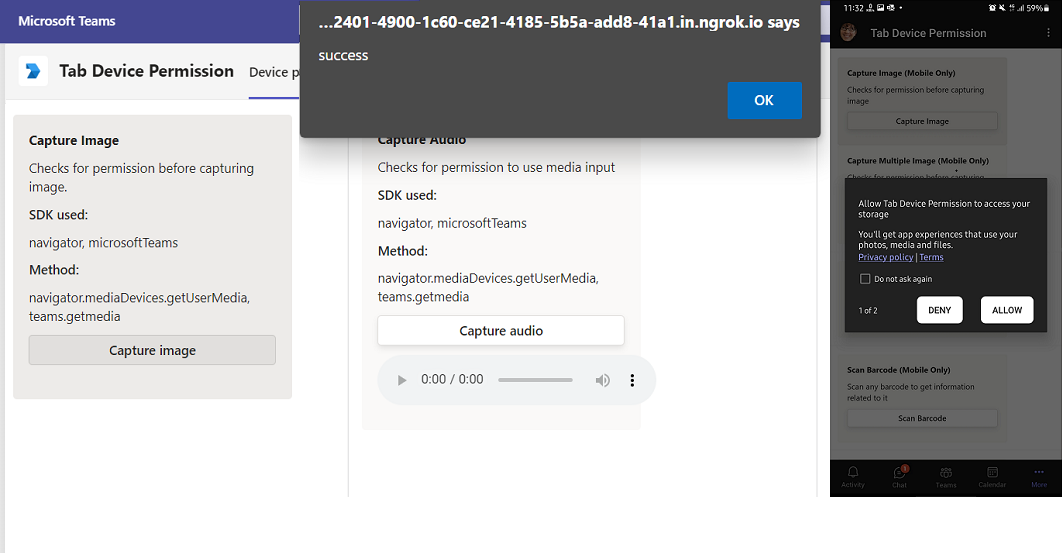 Microsoft Teams
Tab Device Permission
Device p
...2401-4900-1c60-ce21-4185-5b5a-add8-41a1.in.ngrok.io says
success
OK
Capture Image
Checks for permission before capturing
image.
SDK used:
navigator, microsoftTeams
Method:
navigator.mediaDevices.getUserMedia,
teams.getmedia
Capture image
Capture Audio
Checks for permission to use media input
SDK used:
navigator, microsoftTeams
Method:
navigator.mediaDevices.getUserMedia,
teams.getmedia
Capture audio
0:00 / 0:00
11:32
59%
Tab Device Permission
Capture Image (Mobile Only)
Checks for permission before capturing
image
Capture Image
Capture Multiple Image (Mobile Only)
Checks for permission before capturing
Allow Tab Device Permission to access your
storage
You'll get app experiences that use your
photos, media and files.
Privacy policy | Terms
Do not ask again
1 of 2
DENY
ALLOW
Scan Barcode (Mobile Only)
Scan any barcode to get information
related to it
Scan Barcode
1
Activity
Chat
Teams
Calendar
More